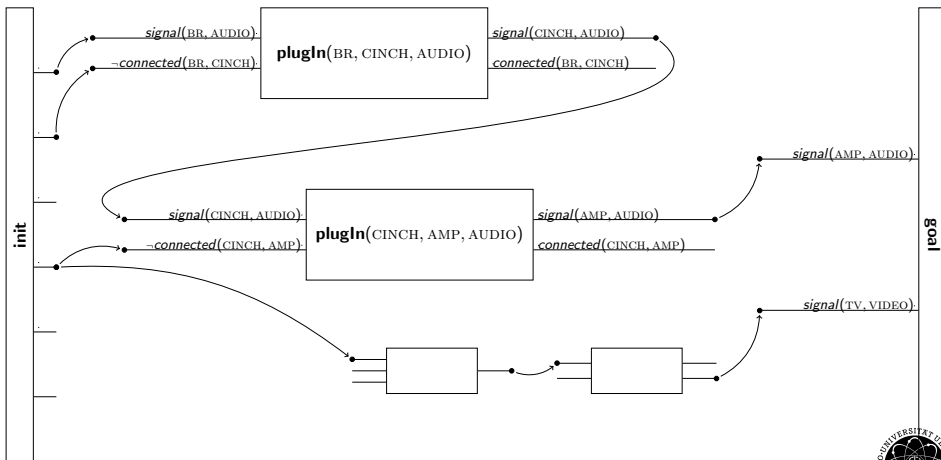 signal(BR, AUDIO)
¬connected(BR, CINCH)
plugIn(BR, CINCH, AUDIO)
signal(CINCH, AUDIO)
connected(BR, CINCH)
init
signal(CINCH, AUDIO)
¬connected(CINCH, AMP)
plugIn(CINCH, AMP, AUDIO)
signal(AMP, AUDIO)
connected(CINCH, AMP)
signal(AMP, AUDIO)
signal(TV, VIDEO)
goal
O-UNIVERSITÄT U